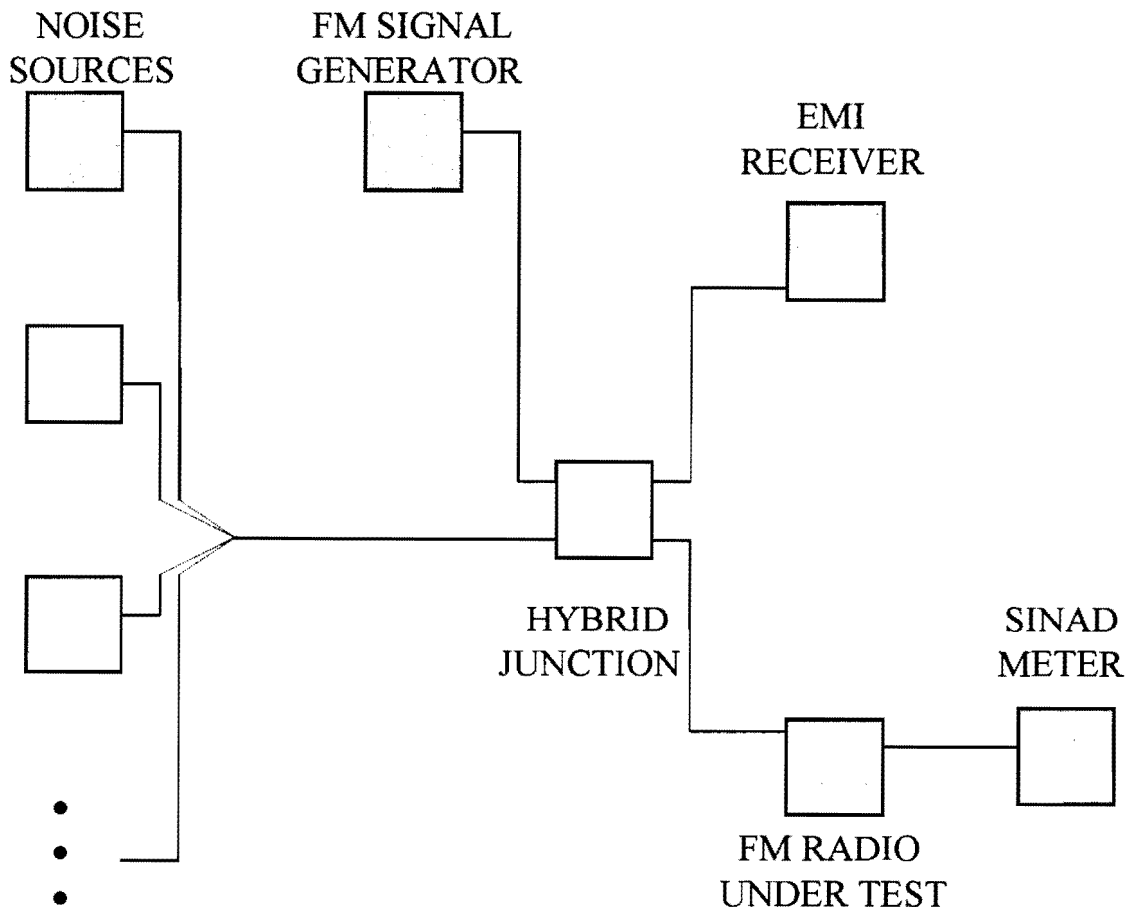 NOISE
SOURCES
FM SIGNAL
GENERATOR
EMI
RECEIVER
HYBRID
JUNCTION
SINAD
METER
FM RADIO
UNDER TEST